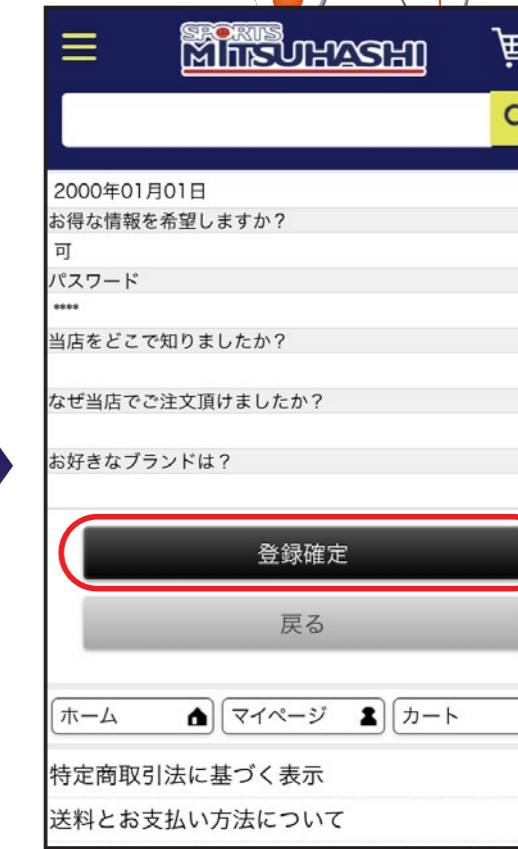 SPORTS
MITSUHASHI
2000年01月01日
お得な情報を希望しますか？
可
パスワード
****
当店をどこで知りましたか？
なぜ当店でご注文頂けましたか？
お好きなブランドは？
登録確定
戻る
ホーム マイページ カート
特定商取引法に基づく表示
送料とお支払い方法について